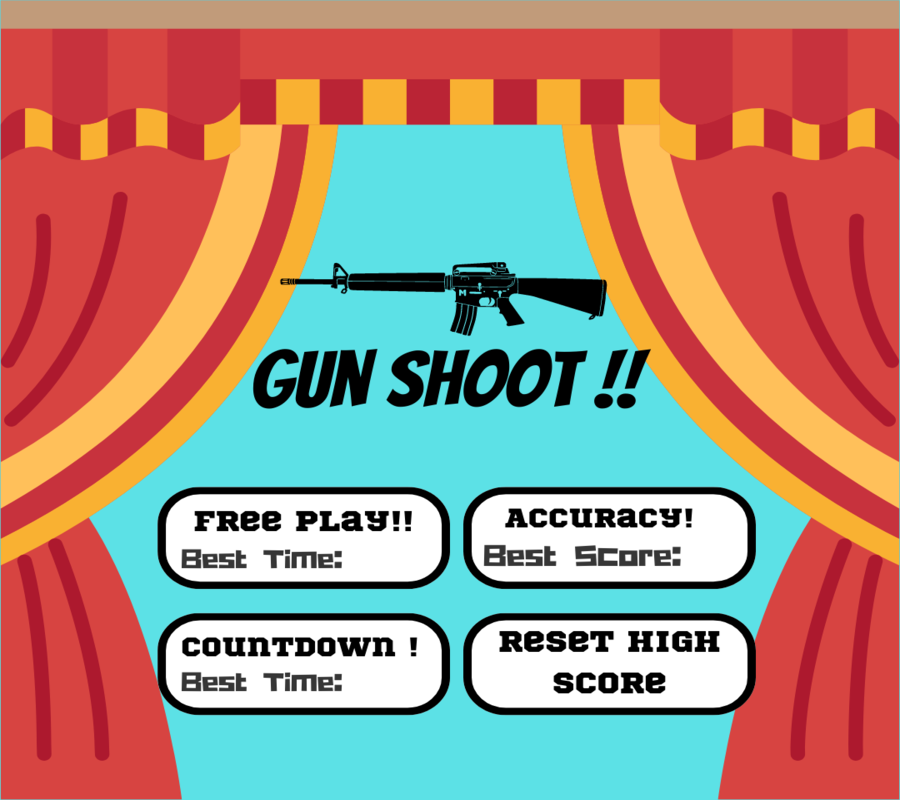 GUN SHOOT !!
FRee PLaY!!
Best Time:
ACCURaCY!
Best Score:
COUnTDOWn !
Best Time:
ReSeT HIGH
SCORe